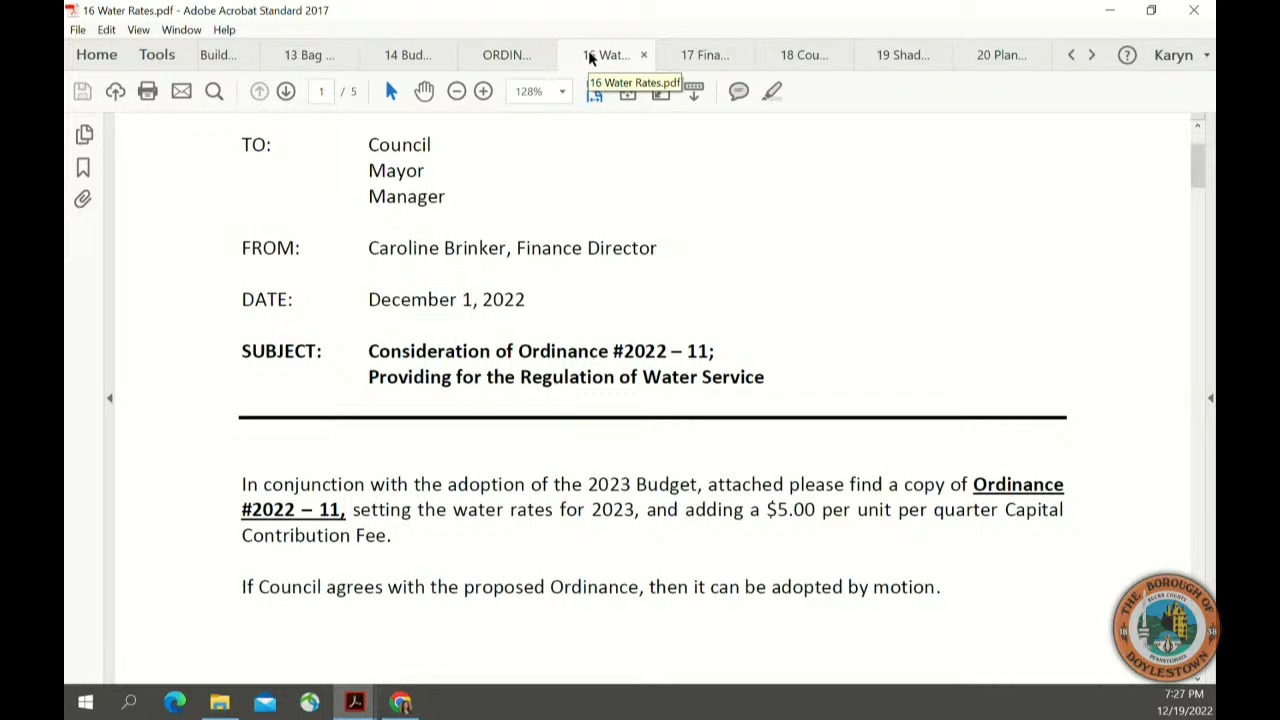 16 Water Rates.pdf - Adobe Acrobat Standard 2017
File Edit View Window Help
Home Tools Build... 13 Bag ... 14 Bud... ORDIN... 16 Wat... × 17 Fina... 18 Cou... 19 Shad... 20 Plan... Karyn
16 Water Rates.pdf
1 / 5 128%
TO: Council
Mayor
Manager
FROM: Caroline Brinker, Finance Director
DATE: December 1, 2022
SUBJECT: Consideration of Ordinance #2022 – 11;
Providing for the Regulation of Water Service
In conjunction with the adoption of the 2023 Budget, attached please find a copy of Ordinance
#2022 – 11, setting the water rates for 2023, and adding a $5.00 per unit per quarter Capital
Contribution Fee.
If Council agrees with the proposed Ordinance, then it can be adopted by motion.
THE BOROUGH OF
BUCKS COUNTY
18 38
PENNSYLVANIA
DOYLESTOWN
7:27 PM
12/19/2022